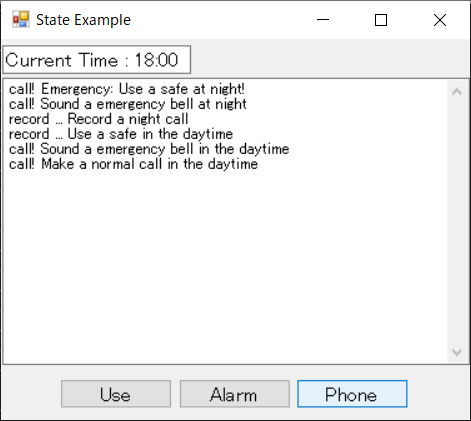 State Example
Current Time : 18:00
call! Emergency: Use a safe at night!
call! Sound a emergency bell at night
record ... Record a night call
record ... Use a safe in the daytime
call! Sound a emergency bell in the daytime
call! Make a normal call in the daytime
Use
Alarm
Phone